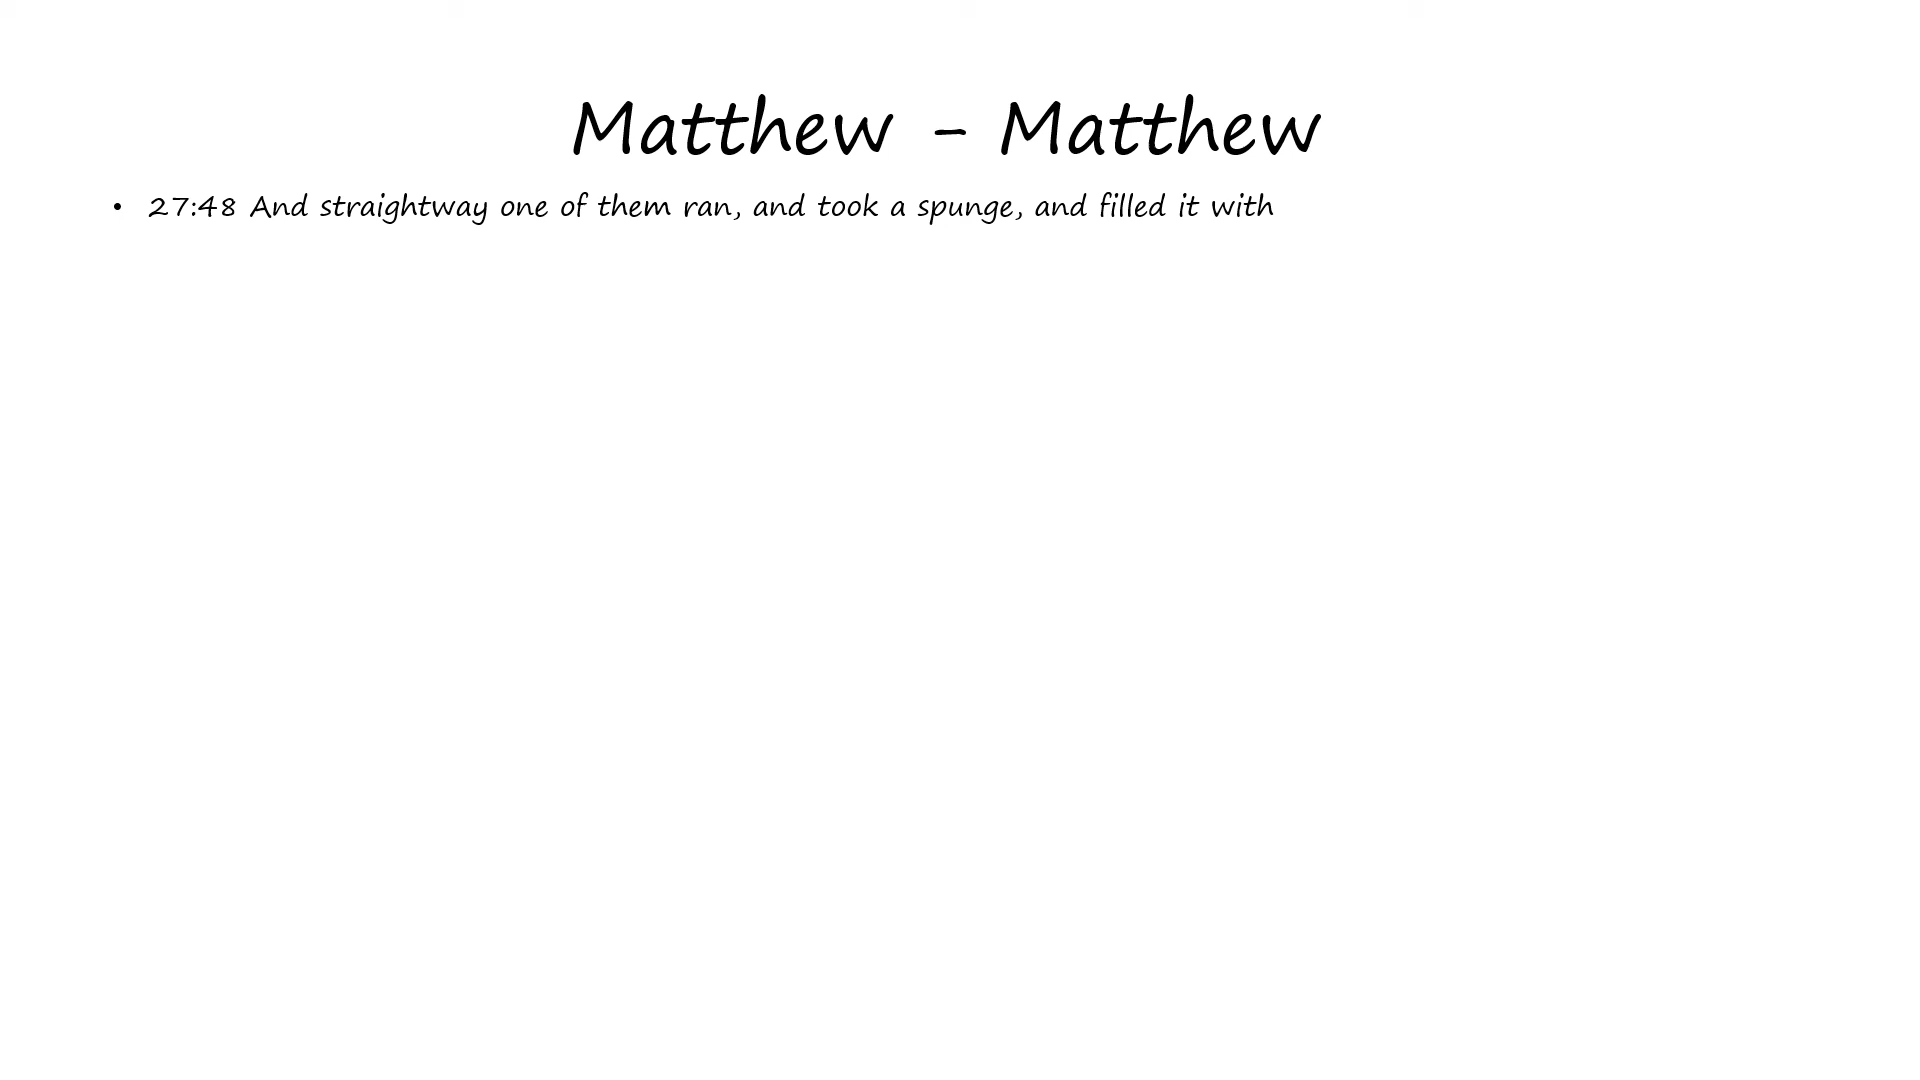 Matthew - Matthew
• 27:48 And straightway one of them ran, and took a spunge, and filled it with